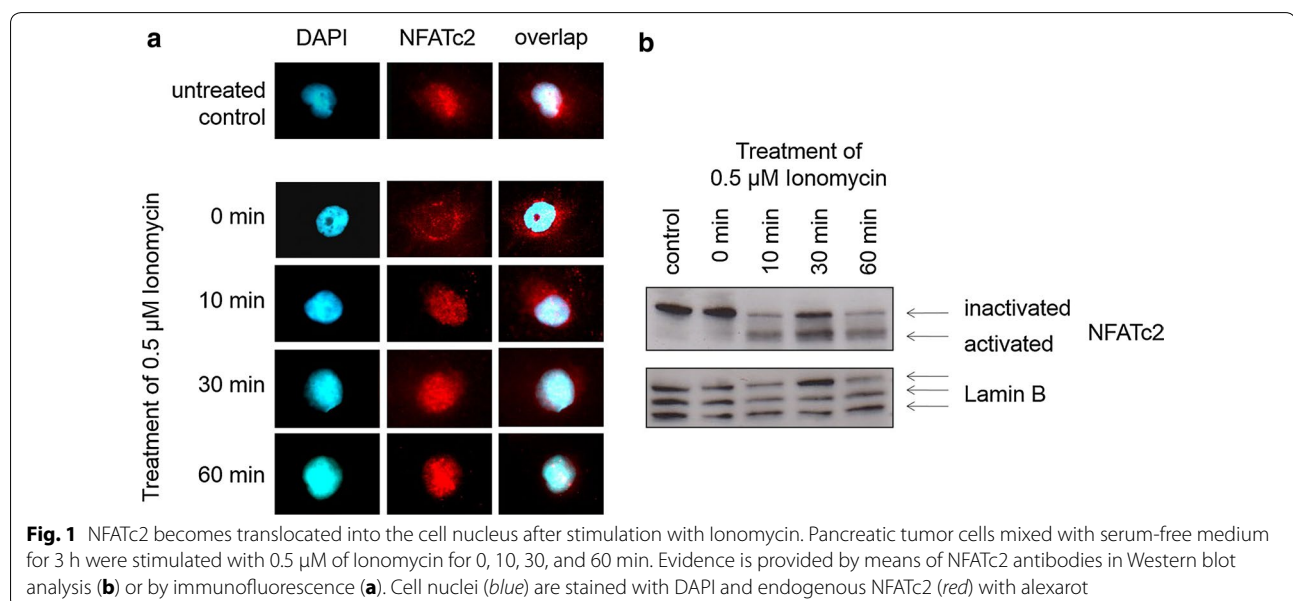 a
DAPI NFATc2 overlap
untreated
control
Treatment of 0.5 µM Ionomycin
0 min
10 min
30 min
60 min
b
Treatment of
0.5 µM Ionomycin
control 0 min 10 min 30 min 60 min
inactivated
NFATc2
activated
Lamin B
Fig. 1 NFATc2 becomes translocated into the cell nucleus after stimulation with Ionomycin. Pancreatic tumor cells mixed with serum-free medium
for 3 h were stimulated with 0.5 µM of Ionomycin for 0, 10, 30, and 60 min. Evidence is provided by means of NFATc2 antibodies in Western blot
analysis (b) or by immunofluorescence (a). Cell nuclei (blue) are stained with DAPI and endogenous NFATc2 (red) with alexarot